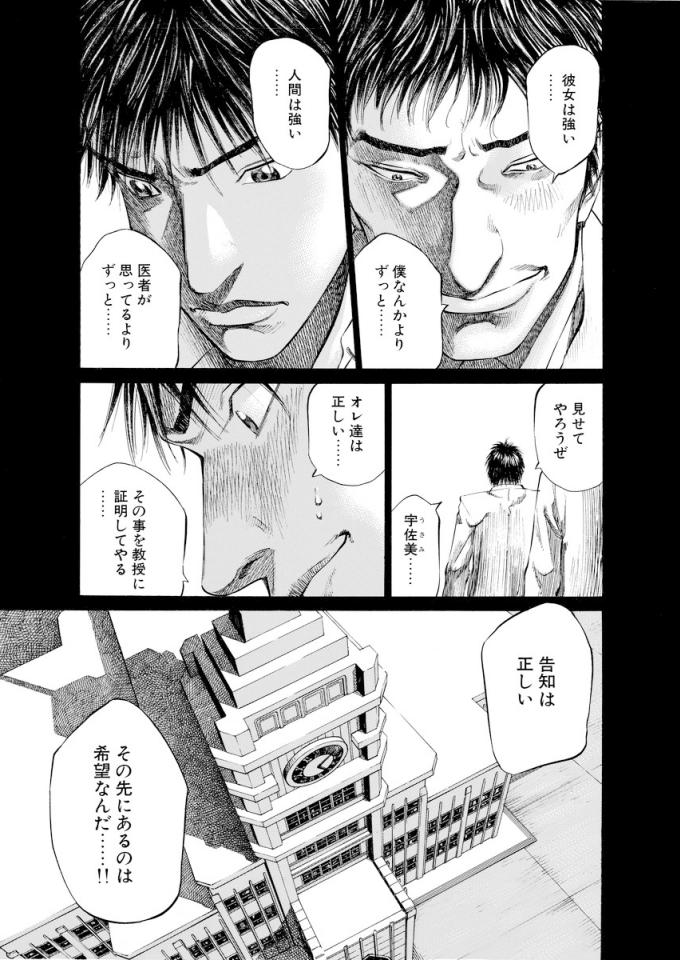 彼女は強い
……
僕なんかより
ずっと……
人間は強い
……
医者が
思ってるより
ずっと……
見せて
やろうぜ
宇佐美……
うさみ
オレ達は
正しい……
その事を教授に
証明してやる
……
告知は
正しい
その先にあるのは
希望なんだ……!!